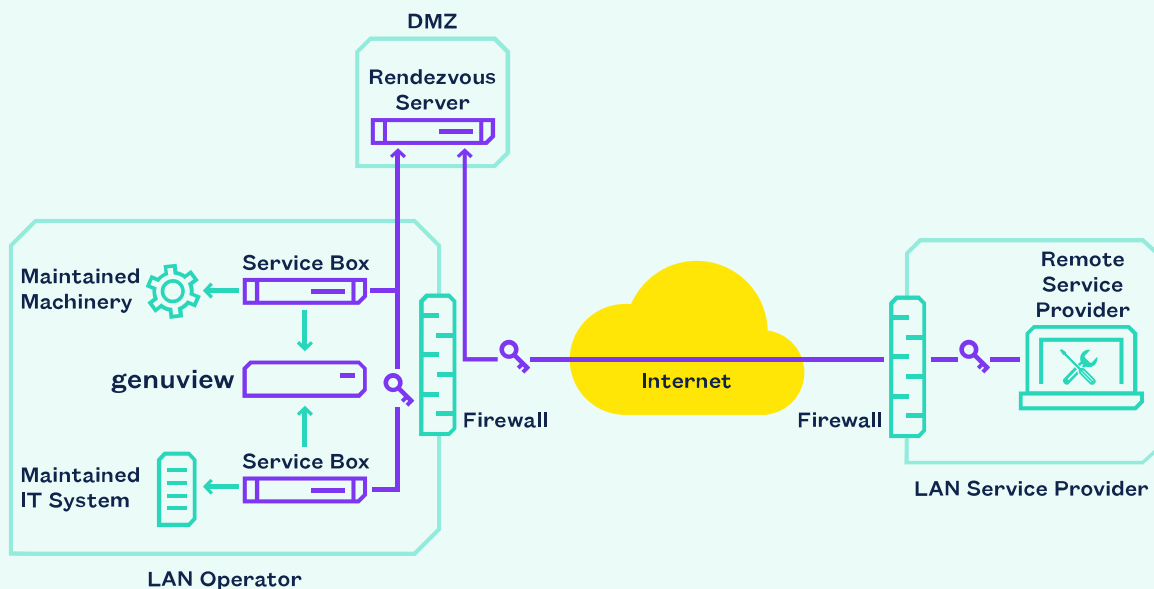 DMZ
Rendezvous
Server
Service Box
Maintained
Machinery
genuview
Service Box
Maintained
IT System
LAN Operator
Firewall
Internet
Firewall
Remote
Service
Provider
LAN Service Provider